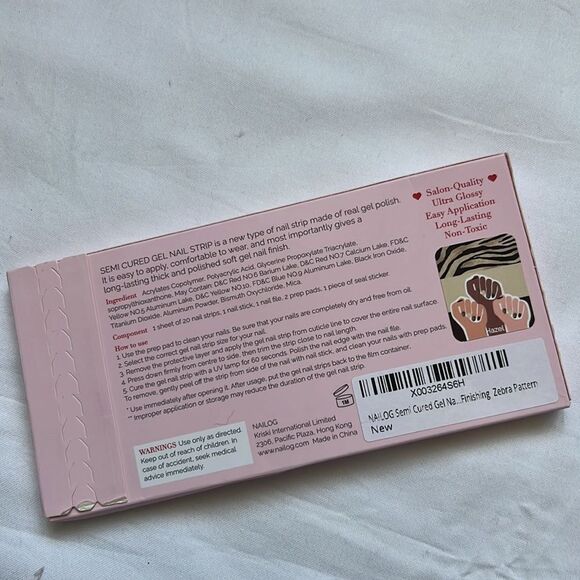 SEMI CURED GEL NAIL STRIP is a new type of nail strip made of real gel polish.
It is easy to apply, comfortable to wear, and most importantly gives a
long-lasting thick and polished soft gel nail finish.
Ingredient Acrylates Copolymer, Polyacrylic Acid, Glycerine Propoxylate Triacrylate,
sopropylthioxanthone, May Contain: D&C Red NO.6 Barium Lake, D&C Red NO.7 Calcium Lake, FD&C
Yellow NO.5 Aluminum Lake, D&C Yellow NO.10, FD&C Blue N.O.9 Aluminum Lake, Black Iron Oxide,
Titanium Dioxide, Aluminum Powder, Bismuth Oxychloride, Mica.
Component 1 sheet of 20 nail strips, 1 nail stick, 1 nail file, 2 prep pads, 1 piece of seal sticker.
How to use
1. Use the prep pad to clean your nails. Be sure that your nails are completely dry and free from oil.
2. Select the correct gel nail strip size for your nail.
3. Remove the protective layer and apply the gel nail strip from cuticle line to cover the entire nail surface.
4. Press down firmly from centre to side, then trim the strip close to nail length.
5. Cure the gel nail strip with a UV lamp for 60 seconds. Polish the nail edge with the nail file.
To remove, gently peel off the strip from side of the nail with nail stick, and clean your nails with prep pads.
* Use immediately after opening it. After usage, put the gel nail strips back to the film container.
** Improper application or storage may reduce the duration of the gel nail strip.
WARNINGS Use only as directed.
Keep out of reach of children. In
case of accident, seek medical
advice immediately.
NAILOG
Kriski International Limited
2306, Pacific Plaza, Hong Kong
www.nailog.com Made in China
Salon-Quality
Ultra Glossy
Easy Application
Long-Lasting
Non-Toxic
Hazel
X003264S6H
NAILOG Semi Cured Gel Na...Finishing Zebra Pattern
New